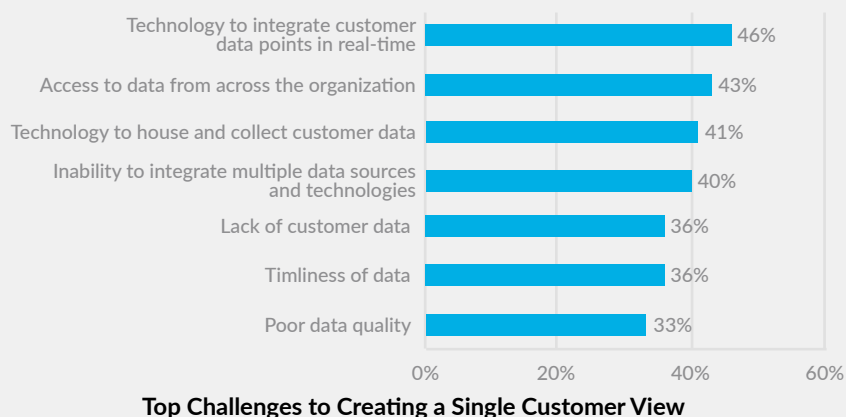 Technology to integrate customer
data points in real-time
46%
Access to data from across the organization
43%
Technology to house and collect customer data
41%
Inability to integrate multiple data sources
and technologies
40%
Lack of customer data
36%
Timliness of data
36%
Poor data quality
33%
0%
20%
40%
60%
Top Challenges to Creating a Single Customer View